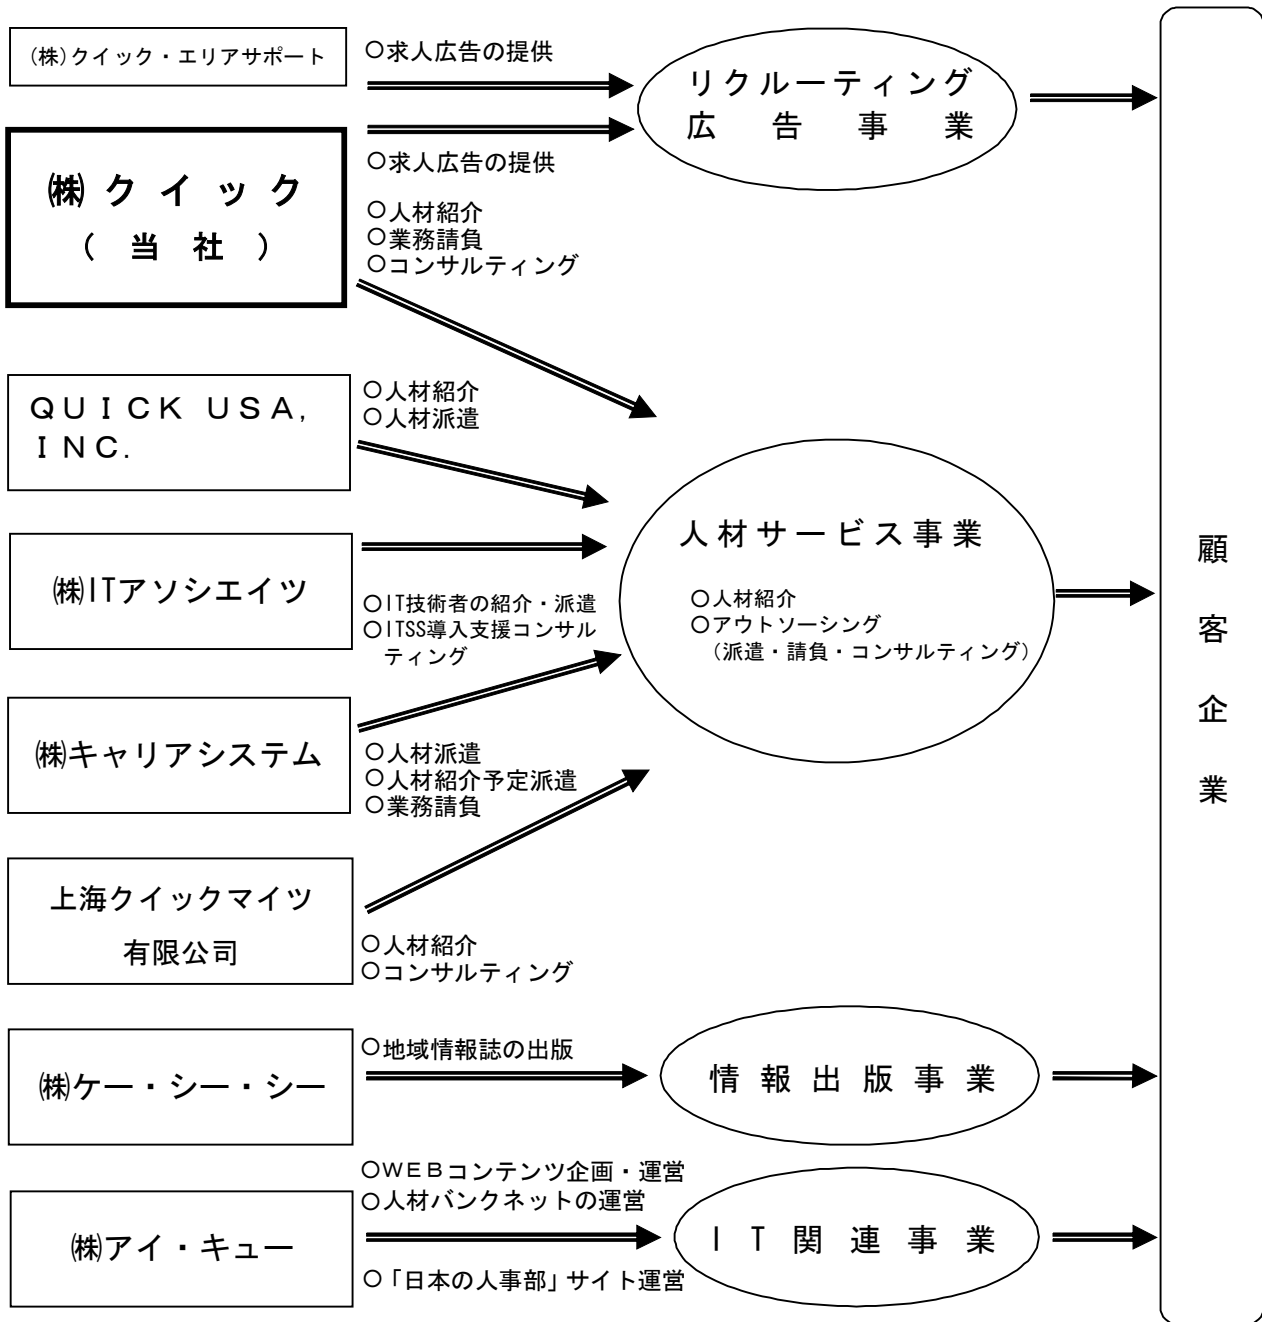 (株)クイック・エリアサポート
○求人広告の提供
リクルーティング
広告事業
㈱クイック
(当社)
○求人広告の提供
○人材紹介
○業務請負
○コンサルティング
QUICK USA,
INC.
○人材紹介
○人材派遣
㈱ITアソシエイツ
○IT技術者の紹介・派遣
○ITSS導入支援コンサル
ティング
人材サービス事業
○人材紹介
○アウトソーシング
(派遣・請負・コンサルティング)
㈱キャリアシステム
○人材派遣
○人材紹介予定派遣
○業務請負
上海クイックマイツ
有限公司
○人材紹介
○コンサルティング
㈱ケー・シー・シー
○地域情報誌の出版
情報出版事業
㈱アイ・キュー
○WEBコンテンツ企画・運営
○人材バンクネットの運営
○「日本の人事部」サイト運営
IT関連事業
顧客企業